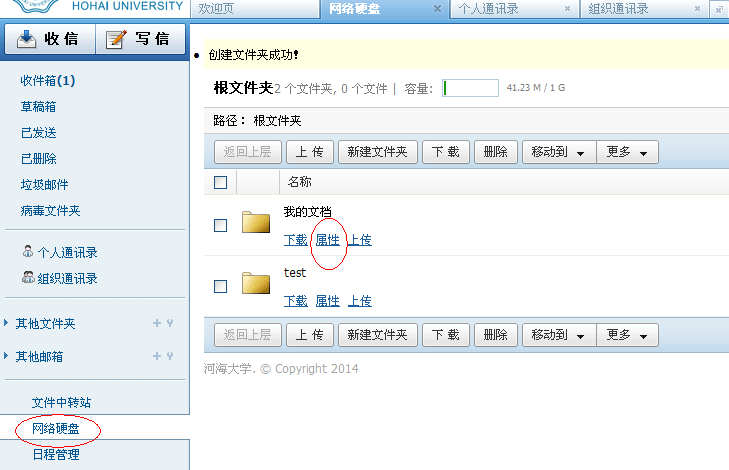 HOHAI UNIVERSITY
欢迎页 网络硬盘 个人通讯录 组织通讯录
收 信 写 信
收件箱(1)
草稿箱
已发送
已删除
垃圾邮件
病毒文件夹
个人通讯录
组织通讯录
其他文件夹
其他邮箱
文件中转站
网络硬盘
日程管理
创建文件夹成功!
根文件夹2 个文件夹, 0 个文件 | 容量: 41.23 M / 1 G
路径: 根文件夹
返回上层 上 传 新建文件夹 下 载 删除 移动到 更多
名称
我的文档
下载 属性 上传
test
下载 属性 上传
返回上层 上 传 新建文件夹 下 载 删除 移动到 更多
河海大学. © Copyright 2014